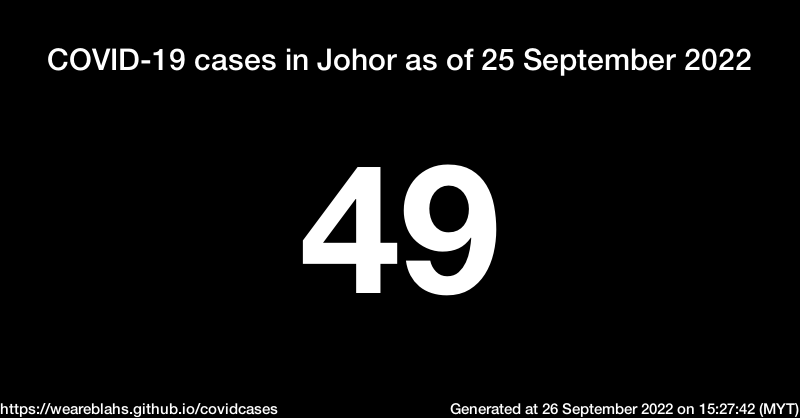 COVID-19 cases in Johor as of 25 September 2022
49
https://weareblahs.github.io/covidcases
Generated at 26 September 2022 on 15:27:42 (MYT)